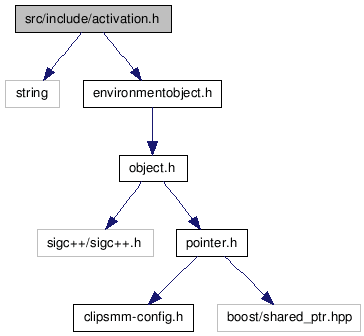 src/include/activation.h
string
environmentobject.h
object.h
sigc++/sigc++.h
pointer.h
clipsmm-config.h
boost/shared_ptr.hpp